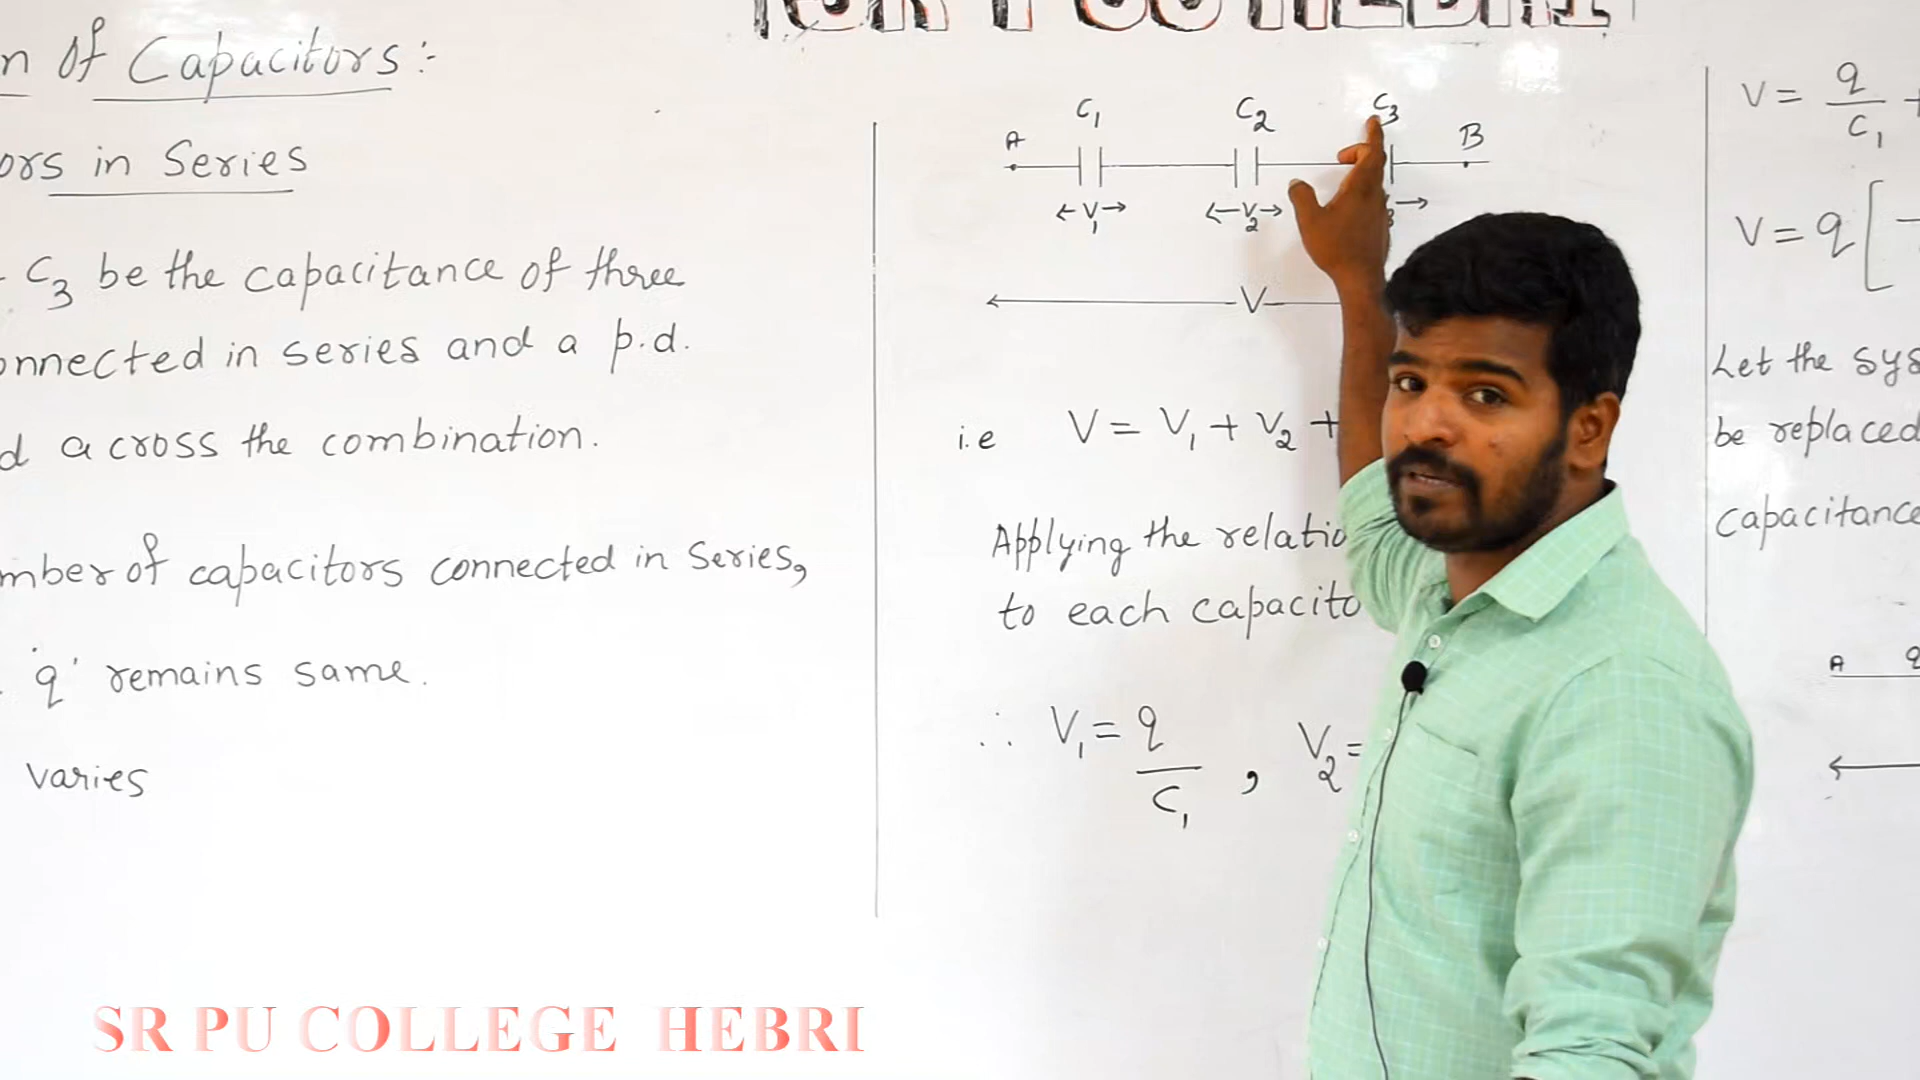 n of Capacitors:-
ors in Series
C3 be the capacitance of three
onnected in series and a p.d.
d across the combination.
mber of capacitors connected in Series,
'q' remains same.
varies
C1 C2 C3
A B
V1 V2 3
V
i.e V = V1 + V2 +
Applying the relatio
to each capacito
∴ V1 = q/C1 , V2 =
V = q/C1 +
V = q [
Let the sys
be replaced
capacitance
A q
SR PU COLLEGE HEBRI